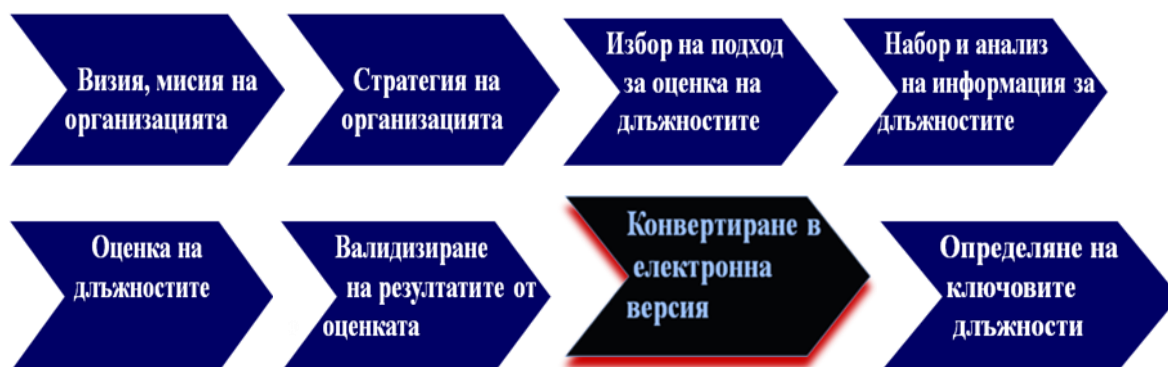 Визия, мисия на
организацията
Стратегия на
организацията
Избор на подход
за оценка на
длъжностите
Набор и анализ
на информация за
длъжностите
Оценка на
длъжностите
Валидизиране
на резултатите от
оценката
Конвертиране в
електронна
версия
Определяне на
ключовите
длъжности